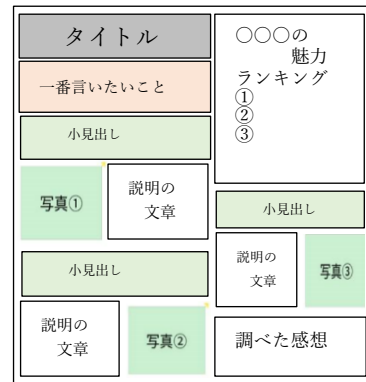 タイトル
一番言いたいこと
小見出し
写真①
説明の
文章
小見出し
説明の
文章
写真②
〇〇〇の
魅力
ランキング
①
②
③
小見出し
説明の
文章
写真③
調べた感想